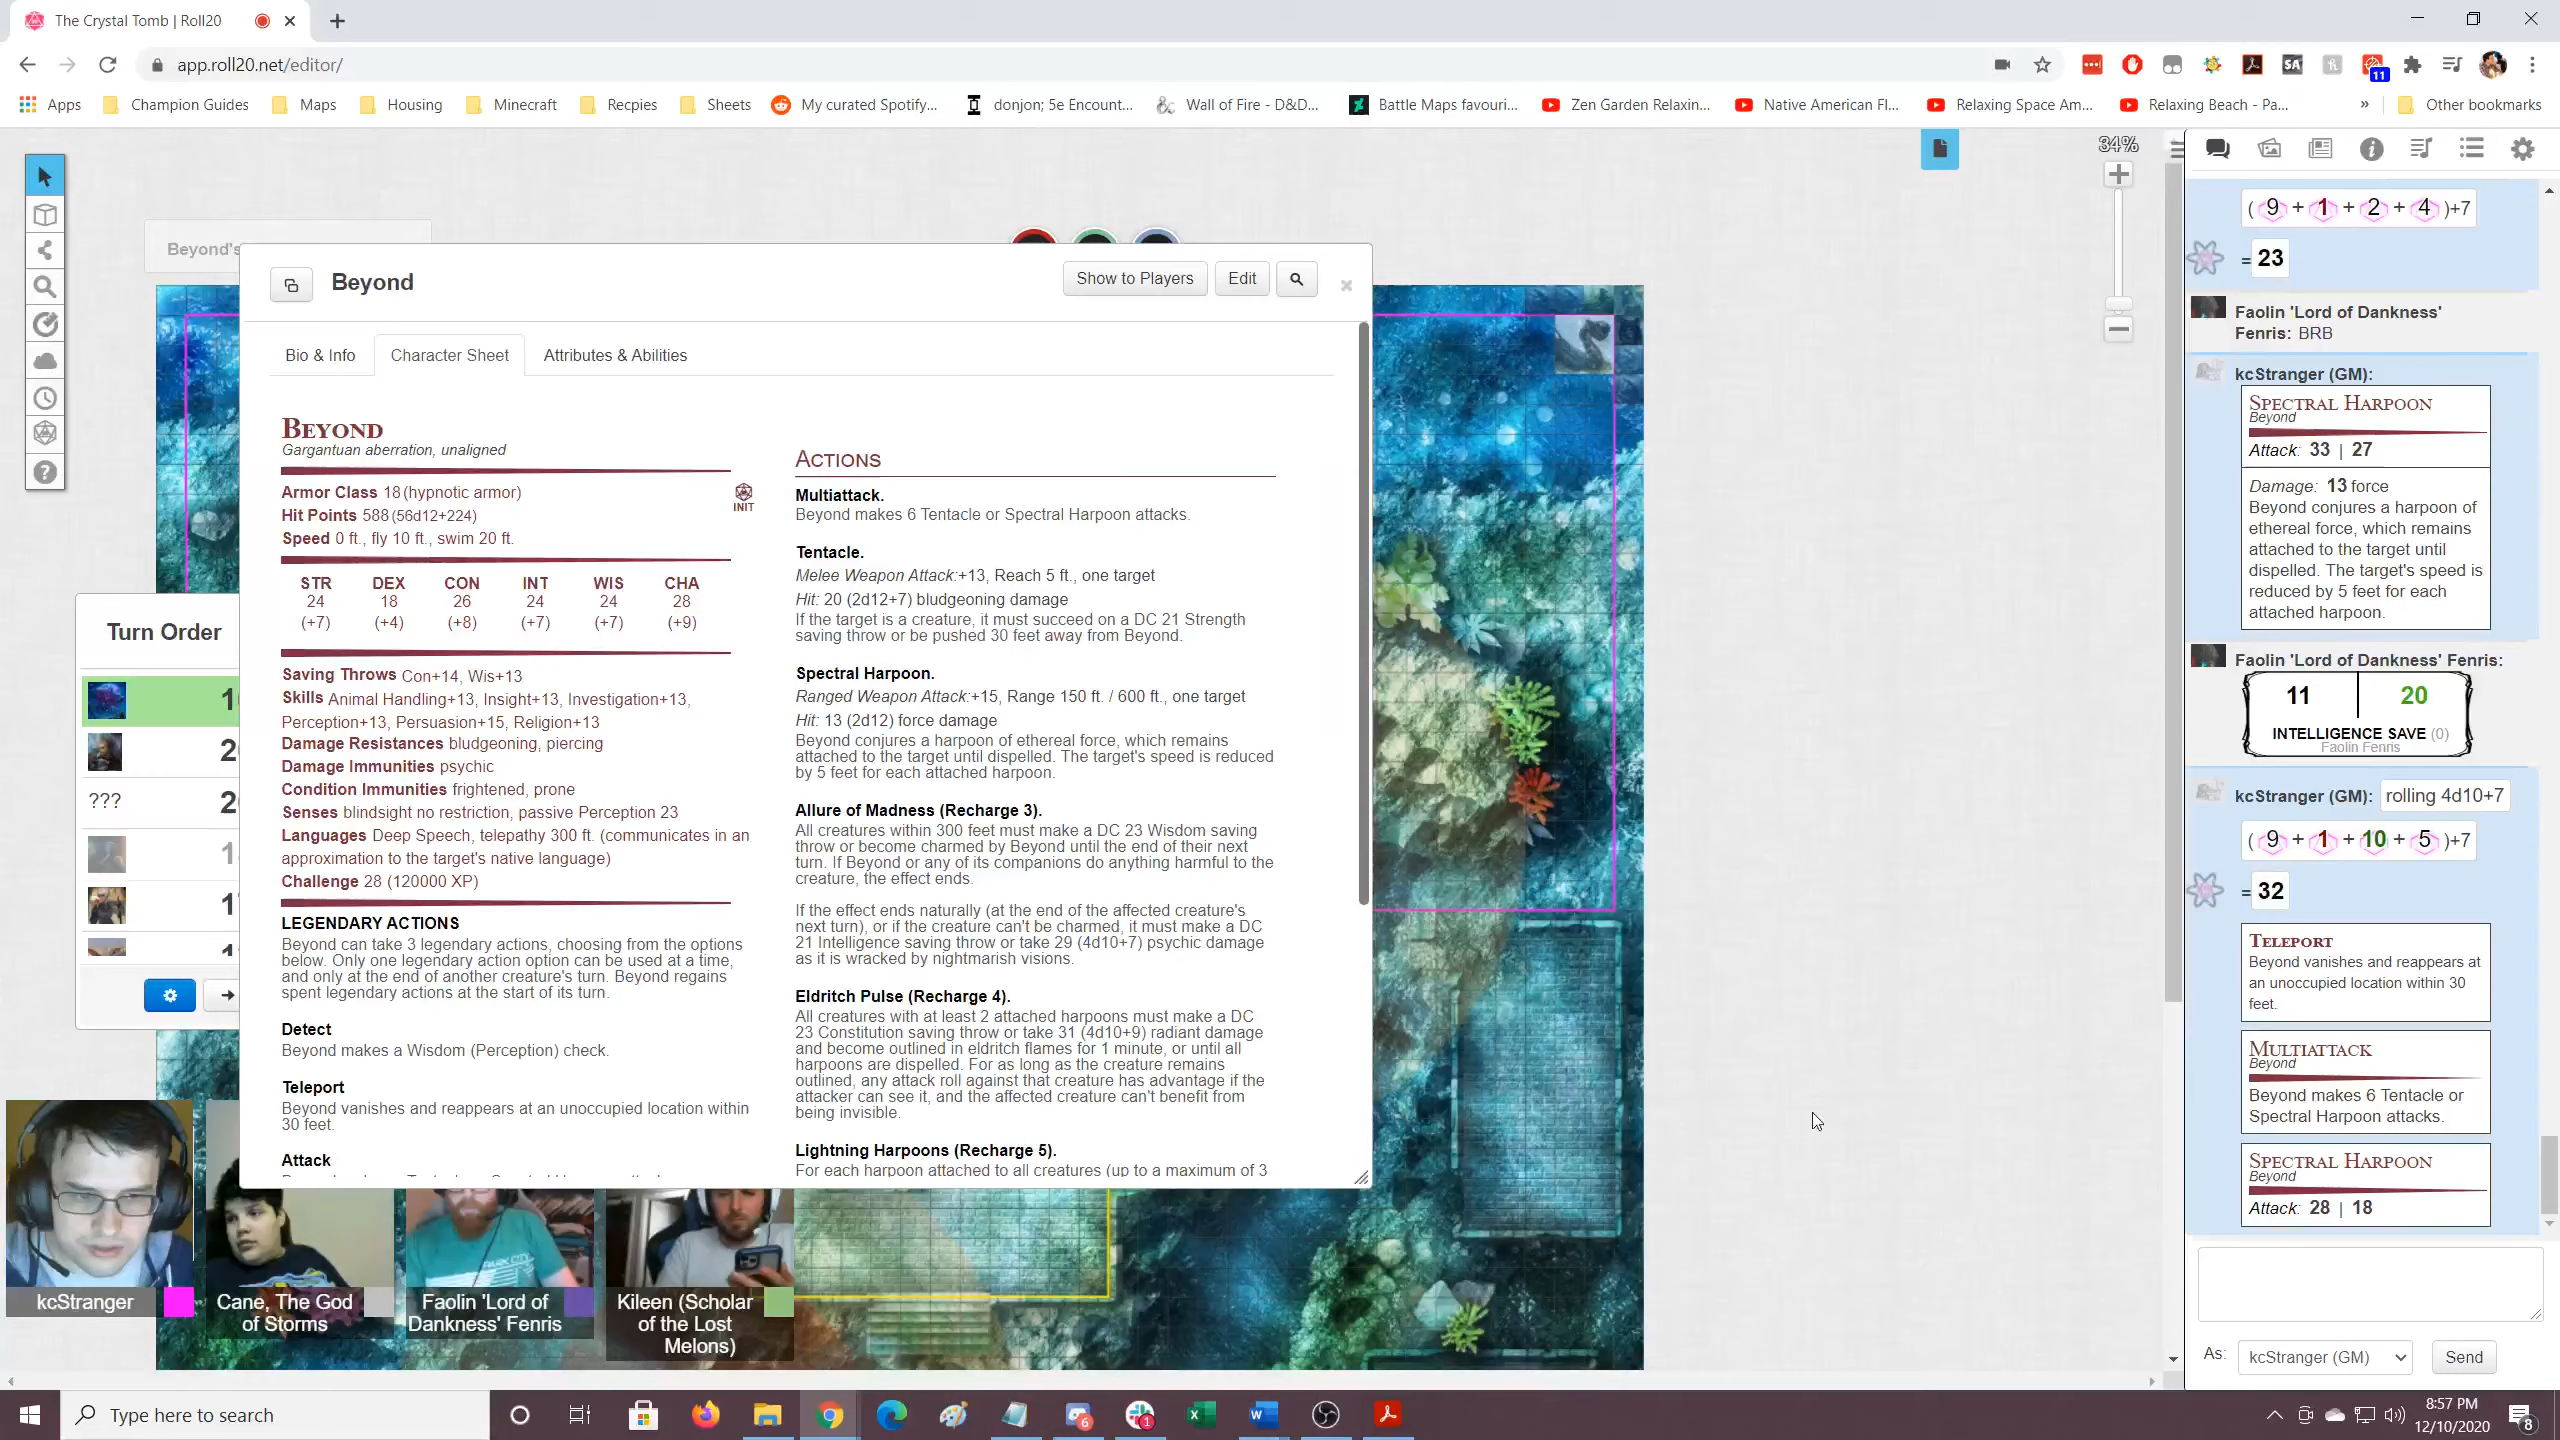 The Crystal Tomb | Roll20
app.roll20.net/editor/
11
Apps
Champion Guides
Maps
Housing
Minecraft
Recpies
Sheets
My curated Spotify...
donjon; 5e Encount...
Wall of Fire - D&D...
Battle Maps favouri...
Zen Garden Relaxin...
Native American Fl...
Relaxing Space Am...
Relaxing Beach - Pa...
»
Other bookmarks
34%
Beyond's
Beyond
Show to Players
Edit
Bio & Info
Character Sheet
Attributes & Abilities
BEYOND
Gargantuan aberration, unaligned
Armor Class 18 (hypnotic armor)
Hit Points 588 (56d12+224)
Speed 0 ft., fly 10 ft., swim 20 ft.
INIT
STR DEX CON INT WIS CHA
24 18 26 24 24 28
(+7) (+4) (+8) (+7) (+7) (+9)
Saving Throws Con+14, Wis+13
Skills Animal Handling+13, Insight+13, Investigation+13,
Perception+13, Persuasion+15, Religion+13
Damage Resistances bludgeoning, piercing
Damage Immunities psychic
Condition Immunities frightened, prone
Senses blindsight no restriction, passive Perception 23
Languages Deep Speech, telepathy 300 ft. (communicates in an
approximation to the target's native language)
Challenge 28 (120000 XP)
LEGENDARY ACTIONS
Beyond can take 3 legendary actions, choosing from the options
below. Only one legendary action option can be used at a time,
and only at the end of another creature's turn. Beyond regains
spent legendary actions at the start of its turn.
Detect
Beyond makes a Wisdom (Perception) check.
Teleport
Beyond vanishes and reappears at an unoccupied location within
30 feet.
Attack
ACTIONS
Multiattack.
Beyond makes 6 Tentacle or Spectral Harpoon attacks.
Tentacle.
Melee Weapon Attack:+13, Reach 5 ft., one target
Hit: 20 (2d12+7) bludgeoning damage
If the target is a creature, it must succeed on a DC 21 Strength
saving throw or be pushed 30 feet away from Beyond.
Spectral Harpoon.
Ranged Weapon Attack:+15, Range 150 ft. / 600 ft., one target
Hit: 13 (2d12) force damage
Beyond conjures a harpoon of ethereal force, which remains
attached to the target until dispelled. The target's speed is reduced
by 5 feet for each attached harpoon.
Allure of Madness (Recharge 3).
All creatures within 300 feet must make a DC 23 Wisdom saving
throw or become charmed by Beyond until the end of their next
turn. If Beyond or any of its companions do anything harmful to the
creature, the effect ends.
If the effect ends naturally (at the end of the affected creature's
next turn), or if the creature can't be charmed, it must make a DC
21 Intelligence saving throw or take 29 (4d10+7) psychic damage
as it is wracked by nightmarish visions.
Eldritch Pulse (Recharge 4).
All creatures with at least 2 attached harpoons must make a DC
23 Constitution saving throw or take 31 (4d10+9) radiant damage
and become outlined in eldritch flames for 1 minute, or until all
harpoons are dispelled. For as long as the creature remains
outlined, any attack roll against that creature has advantage if the
attacker can see it, and the affected creature can't benefit from
being invisible.
Lightning Harpoons (Recharge 5).
For each harpoon attached to all creatures (up to a maximum of 3
Turn Order
???
kcStranger
Cane, The God
of Storms
Faolin 'Lord of
Dankness' Fenris
Kileen (Scholar
of the Lost
Melons)
(9+1+2+4)+7
=23
Faolin 'Lord of Dankness'
Fenris: BRB
kcStranger (GM):
SPECTRAL HARPOON
Beyond
Attack: 33 | 27
Damage: 13 force
Beyond conjures a harpoon of
ethereal force, which remains
attached to the target until
dispelled. The target's speed is
reduced by 5 feet for each
attached harpoon.
Faolin 'Lord of Dankness' Fenris:
11 20
INTELLIGENCE SAVE (0)
Faolin Fenris
kcStranger (GM): rolling 4d10+7
(9+1+10+5)+7
=32
TELEPORT
Beyond vanishes and reappears at
an unoccupied location within 30
feet.
MULTIATTACK
Beyond
Beyond makes 6 Tentacle or
Spectral Harpoon attacks.
SPECTRAL HARPOON
Beyond
Attack: 28 | 18
As: kcStranger (GM) Send
Type here to search
6
1
8:57 PM
12/10/2020
8